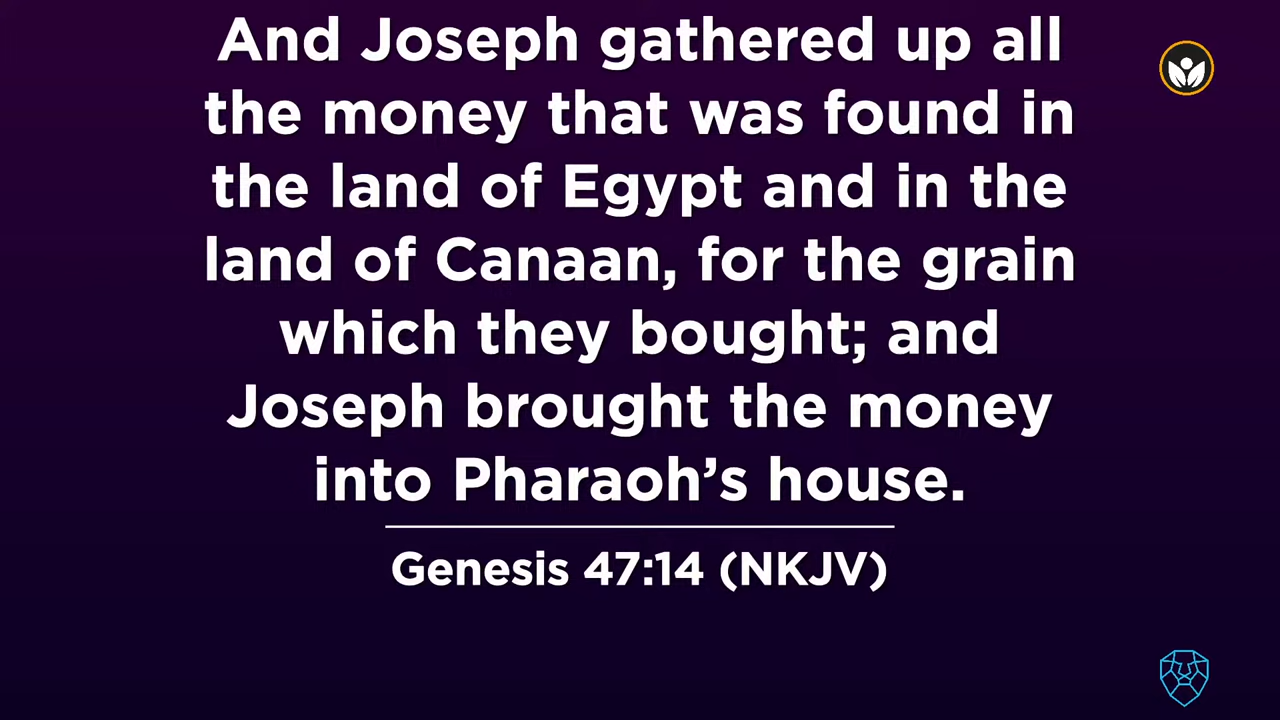 And Joseph gathered up all
the money that was found in
the land of Egypt and in the
land of Canaan, for the grain
which they bought; and
Joseph brought the money
into Pharaoh’s house.
Genesis 47:14 (NKJV)